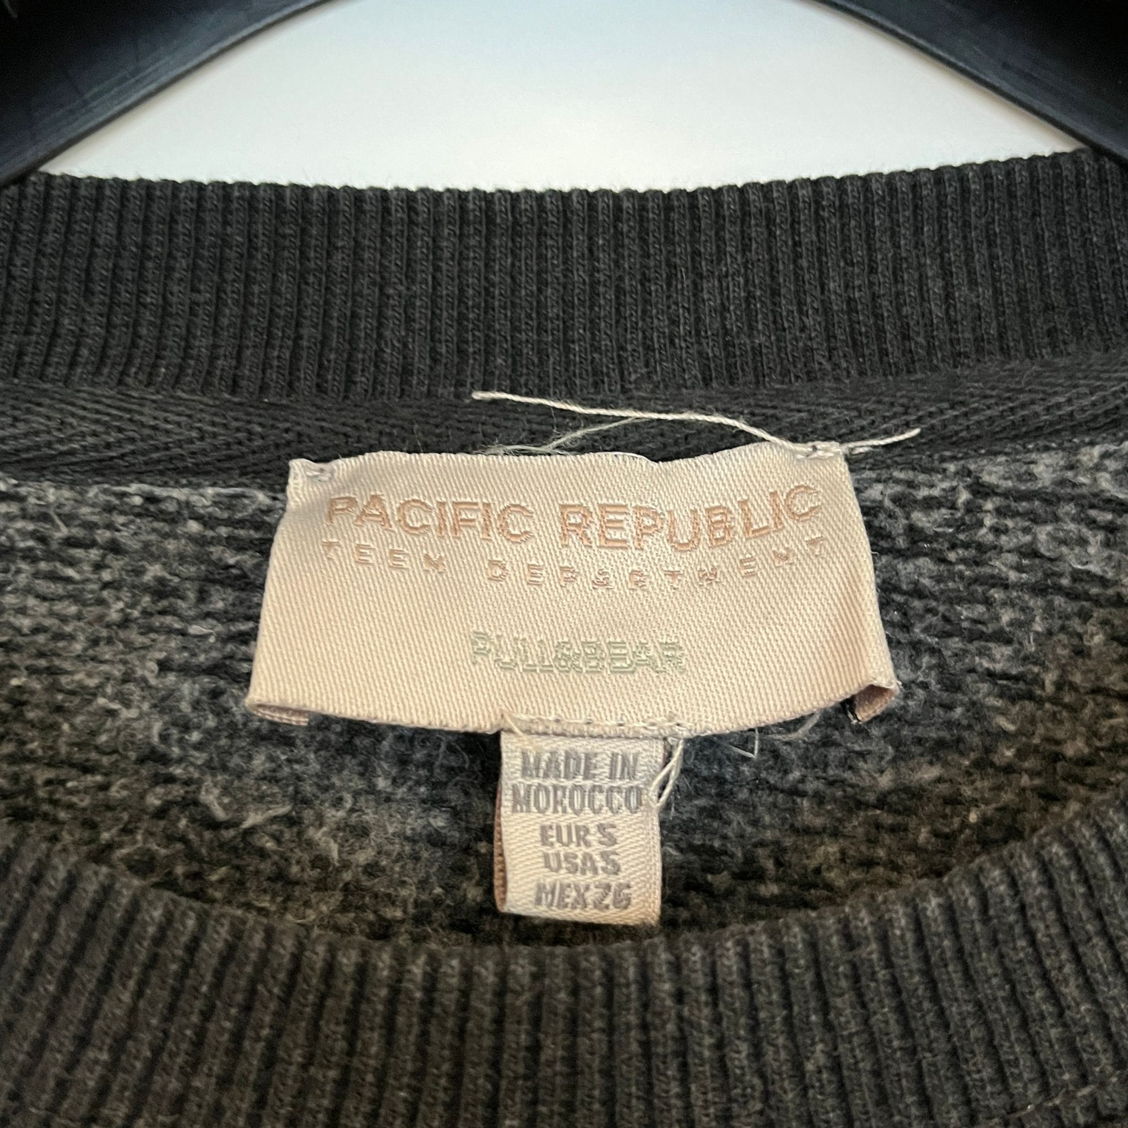 PACIFIC REPUBLIC
TEEN DEPARTMENT
PULL&BEAR
MADE IN
MOROCCO
EUR S
USA S
MEX 26